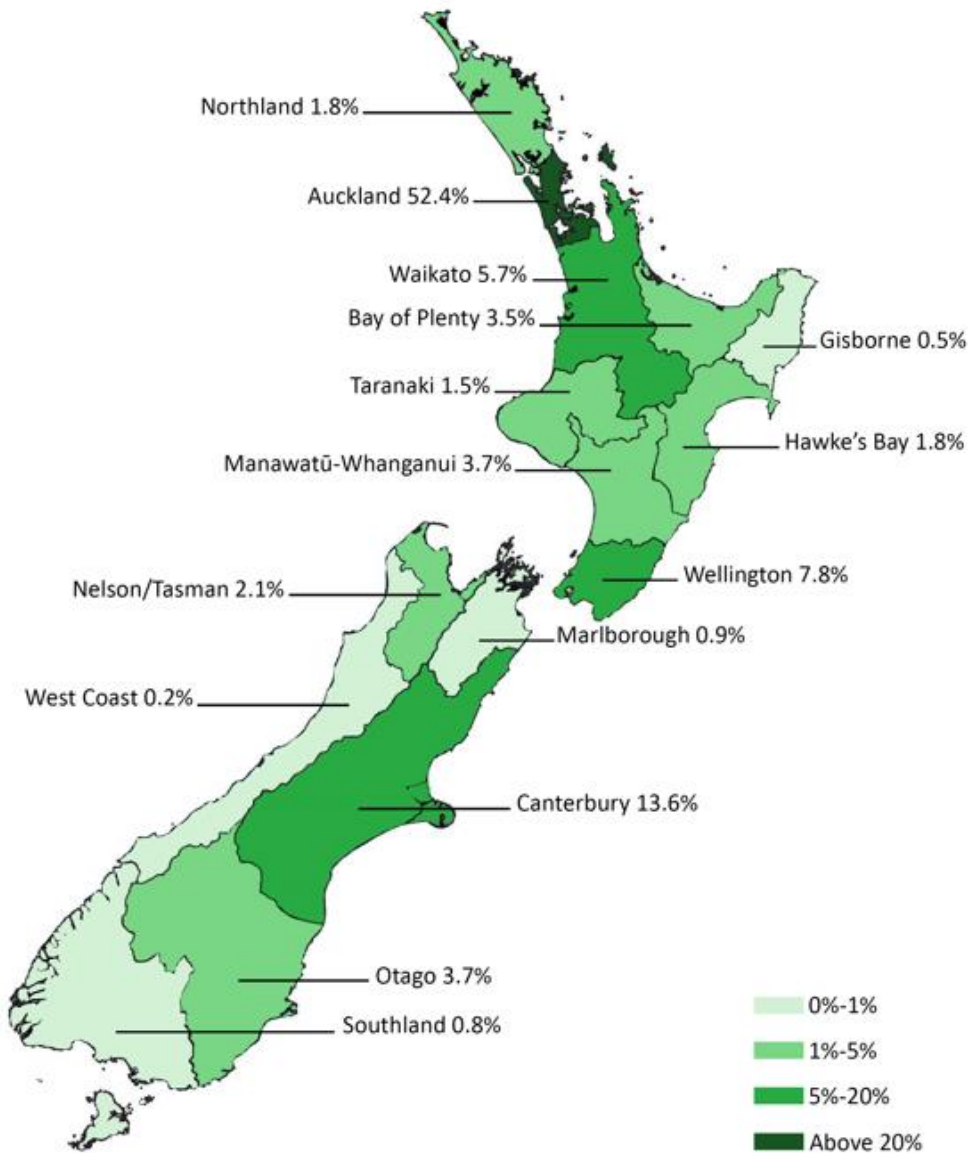 Northland 1.8%
Auckland 52.4%
Waikato 5.7%
Bay of Plenty 3.5%
Gisborne 0.5%
Taranaki 1.5%
Hawke's Bay 1.8%
Manawatū-Whanganui 3.7%
Wellington 7.8%
Nelson/Tasman 2.1%
Marlborough 0.9%
West Coast 0.2%
Canterbury 13.6%
Otago 3.7%
Southland 0.8%
0%-1%
1%-5%
5%-20%
Above 20%